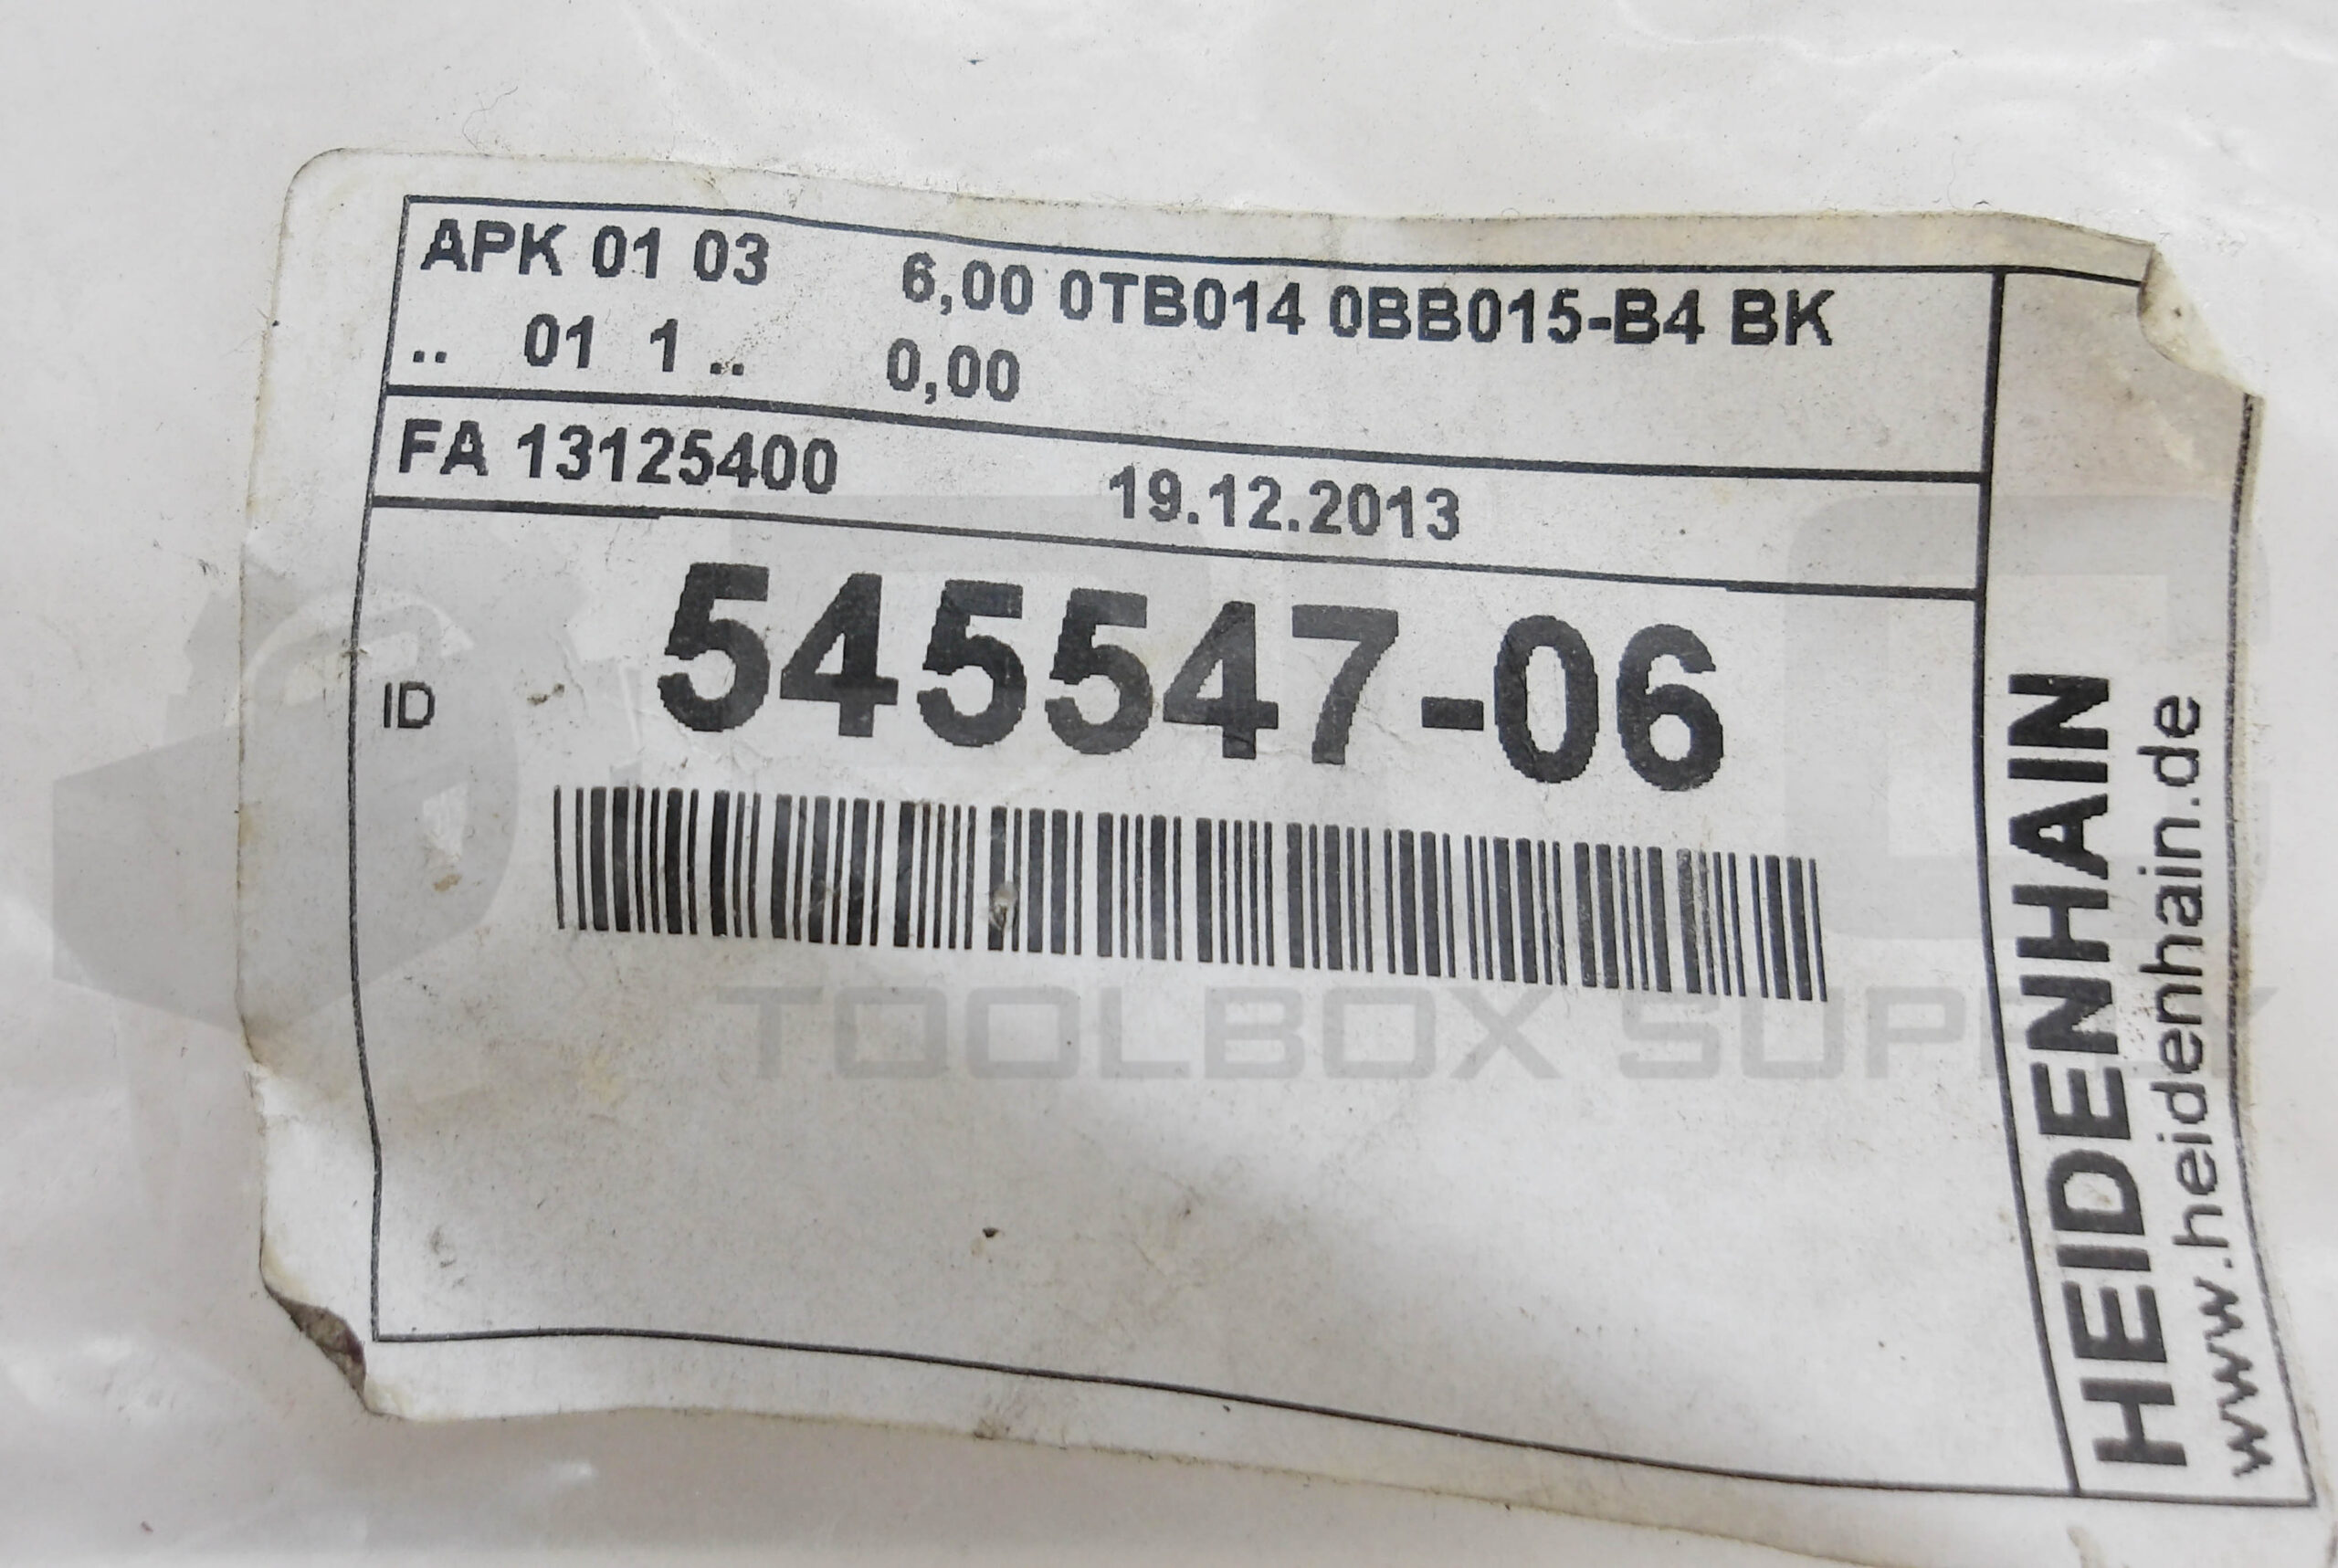 APK 01 03 6,00 0TB014 0BB015-B4 BK
.. 01 1 .. 0,00
FA 13125400 19.12.2013
ID 545547-06
HEIDENHAIN
www.heidenhain.de
TOOLBOX SUPPLY